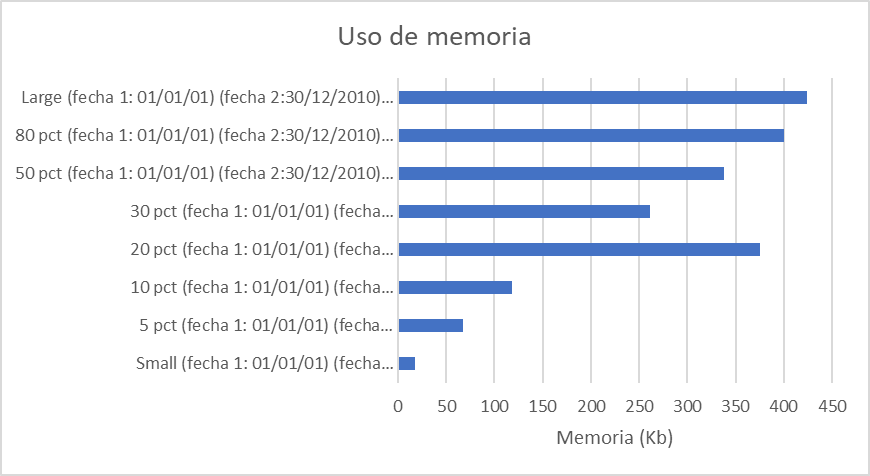 Uso de memoria
Large (fecha 1: 01/01/01) (fecha 2:30/12/2010)...
80 pct (fecha 1: 01/01/01) (fecha 2:30/12/2010)...
50 pct (fecha 1: 01/01/01) (fecha 2:30/12/2010)...
30 pct (fecha 1: 01/01/01) (fecha...
20 pct (fecha 1: 01/01/01) (fecha...
10 pct (fecha 1: 01/01/01) (fecha...
5 pct (fecha 1: 01/01/01) (fecha...
Small (fecha 1: 01/01/01) (fecha...
0 50 100 150 200 250 300 350 400 450
Memoria (Kb)